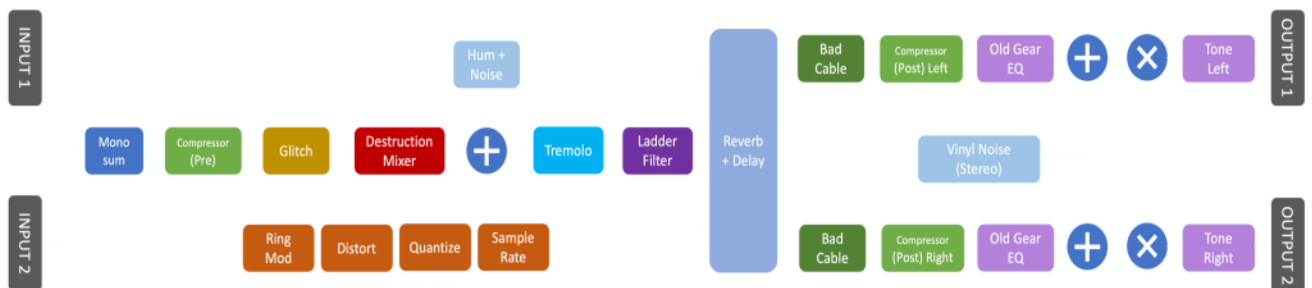 INPUT 1
Hum +
Noise
Bad
Cable
Compressor
(Post) Left
Old Gear
EQ
Tone
Left
OUTPUT 1
Mono
sum
Compressor
(Pre)
Glitch
Destruction
Mixer
Tremolo
Ladder
Filter
Reverb
+ Delay
Vinyl Noise
(Stereo)
INPUT 2
Ring
Mod
Distort
Quantize
Sample
Rate
Bad
Cable
Compressor
(Post) Right
Old Gear
EQ
Tone
Right
OUTPUT 2